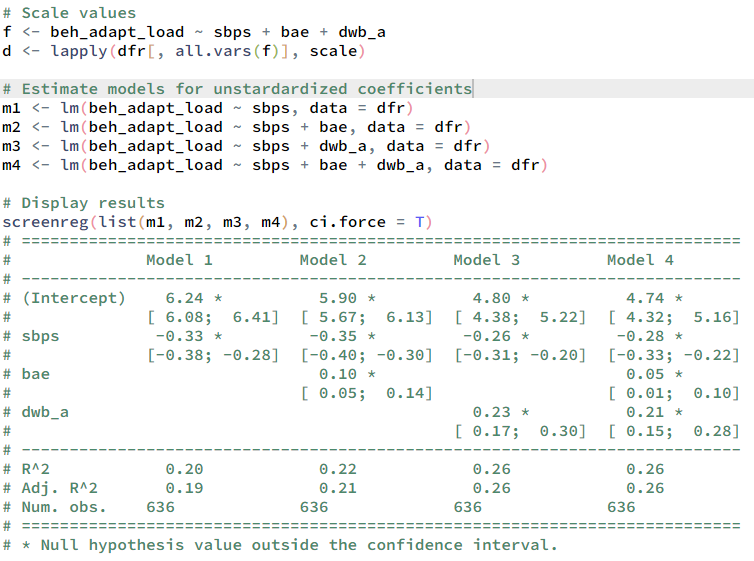 # Scale values
f <- beh_adapt_load ~ sbps + bae + dwb_a
d <- lapply(dfr[, all.vars(f)], scale)
# Estimate models for unstardardized coefficients
m1 <- lm(beh_adapt_load ~ sbps, data = dfr)
m2 <- lm(beh_adapt_load ~ sbps + bae, data = dfr)
m3 <- lm(beh_adapt_load ~ sbps + dwb_a, data = dfr)
m4 <- lm(beh_adapt_load ~ sbps + bae + dwb_a, data = dfr)
# Display results
screenreg(list(m1, m2, m3, m4), ci.force = T)
# ==========================================================================
#              Model 1          Model 2          Model 3          Model 4
# --------------------------------------------------------------------------
# (Intercept)    6.24 *           5.90 *           4.80 *           4.74 *
#              [ 6.08;  6.41]   [ 5.67;  6.13]   [ 4.38;  5.22]   [ 4.32;  5.16]
# sbps          -0.33 *          -0.35 *          -0.26 *          -0.28 *
#              [-0.38; -0.28]   [-0.40; -0.30]   [-0.31; -0.20]   [-0.33; -0.22]
# bae                             0.10 *                            0.05 *
#                               [ 0.05;  0.14]                    [ 0.01;  0.10]
# dwb_a                                            0.23 *           0.21 *
#                                                [ 0.17;  0.30]   [ 0.15;  0.28]
# --------------------------------------------------------------------------
# R^2            0.20             0.22             0.26             0.26
# Adj. R^2       0.19             0.21             0.26             0.26
# Num. obs.    636              636              636              636
# ==========================================================================
# * Null hypothesis value outside the confidence interval.